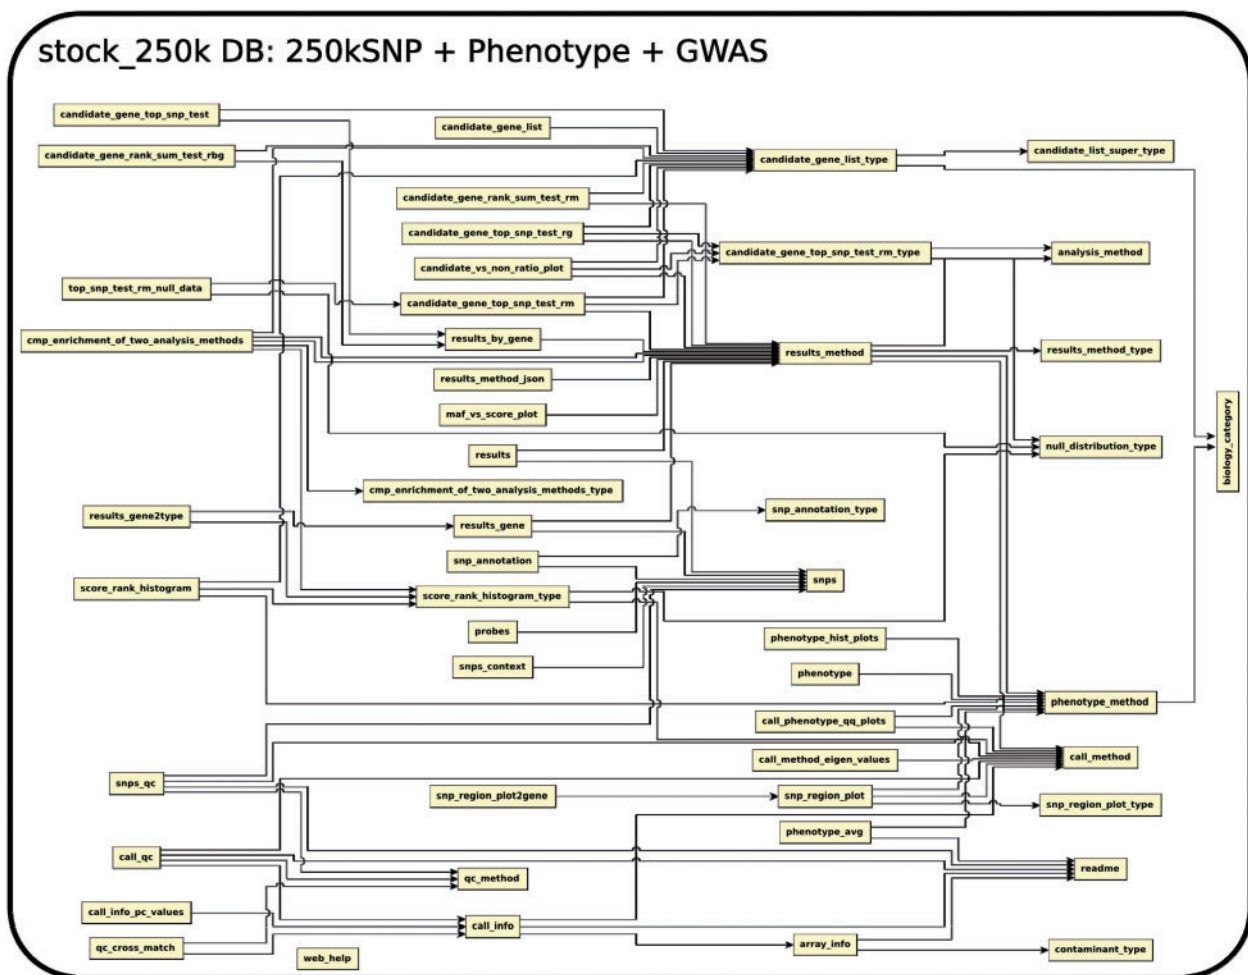 stock_250k DB: 250kSNP + Phenotype + GWAS
candidate_gene_top_snp_test
candidate_gene_list
candidate_gene_rank_sum_test_rbg
candidate_gene_list_type
candidate_list_super_type
candidate_gene_rank_sum_test_rm
candidate_gene_top_snp_test_rg
candidate_gene_top_snp_test_rm_type
analysis_method
candidate_vs_non_ratio_plot
top_snp_test_rm_null_data
candidate_gene_top_snp_test_rm
cmp_enrichment_of_two_analysis_methods
results_by_gene
results_method
results_method_type
results_method_json
maf_vs_score_plot
biology_category
results
null_distribution_type
cmp_enrichment_of_two_analysis_methods_type
results_gene2type
results_gene
snp_annotation_type
snp_annotation
snps
score_rank_histogram
score_rank_histogram_type
probes
phenotype_hist_plots
snps_context
phenotype
phenotype_method
call_phenotype_qq_plots
call_method_eigen_values
call_method
snps_qc
snp_region_plot2gene
snp_region_plot
snp_region_plot_type
phenotype_avg
call_qc
qc_method
readme
call_info_pc_values
call_info
qc_cross_match
web_help
array_info
contaminant_type